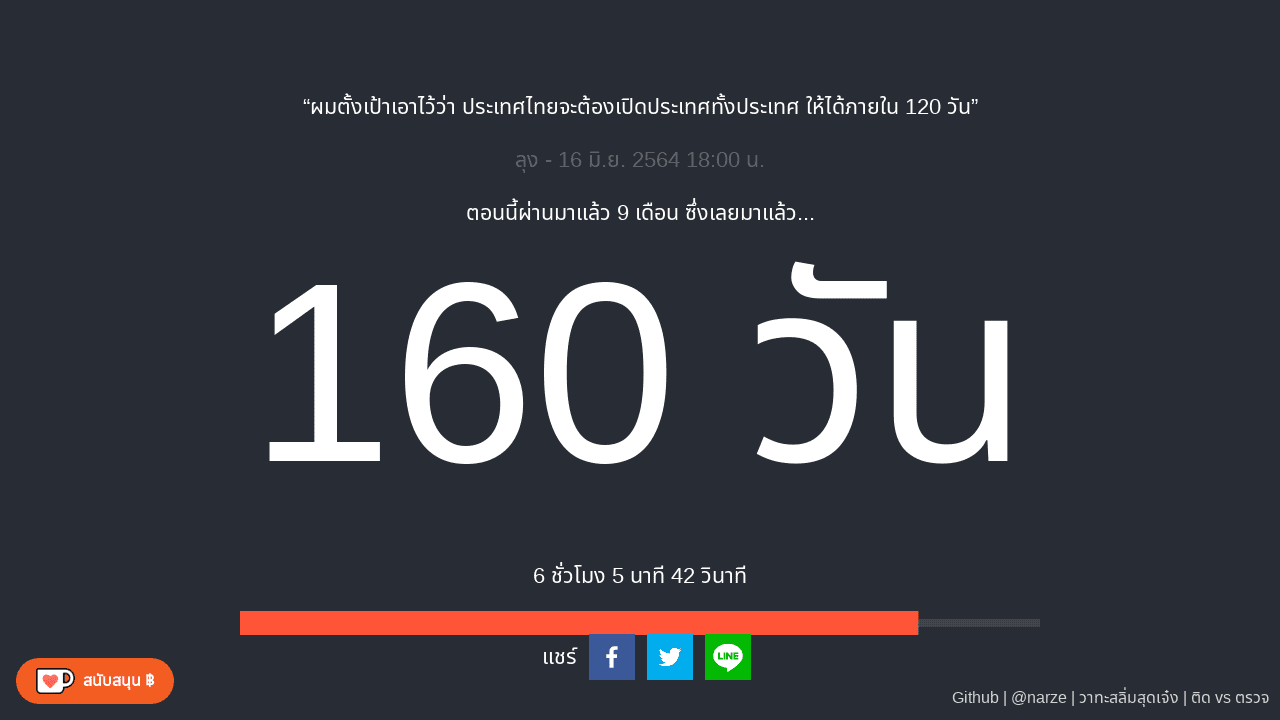 “ผมตั้งเป้าเอาไว้ว่า ประเทศไทยจะต้องเปิดประเทศทั้งประเทศ ให้ได้ภายใน 120 วัน”
ลุง - 16 มิ.ย. 2564 18:00 น.
ตอนนี้ผ่านมาแล้ว 9 เดือน ซึ่งเลยมาแล้ว...
160 วัน
6 ชั่วโมง 5 นาที 42 วินาที
แชร์
LINE
สนับสนุน ฿
Github | @narze | วาทะสลิ่มสุดเจ๋ง | ติด vs ตรวจ